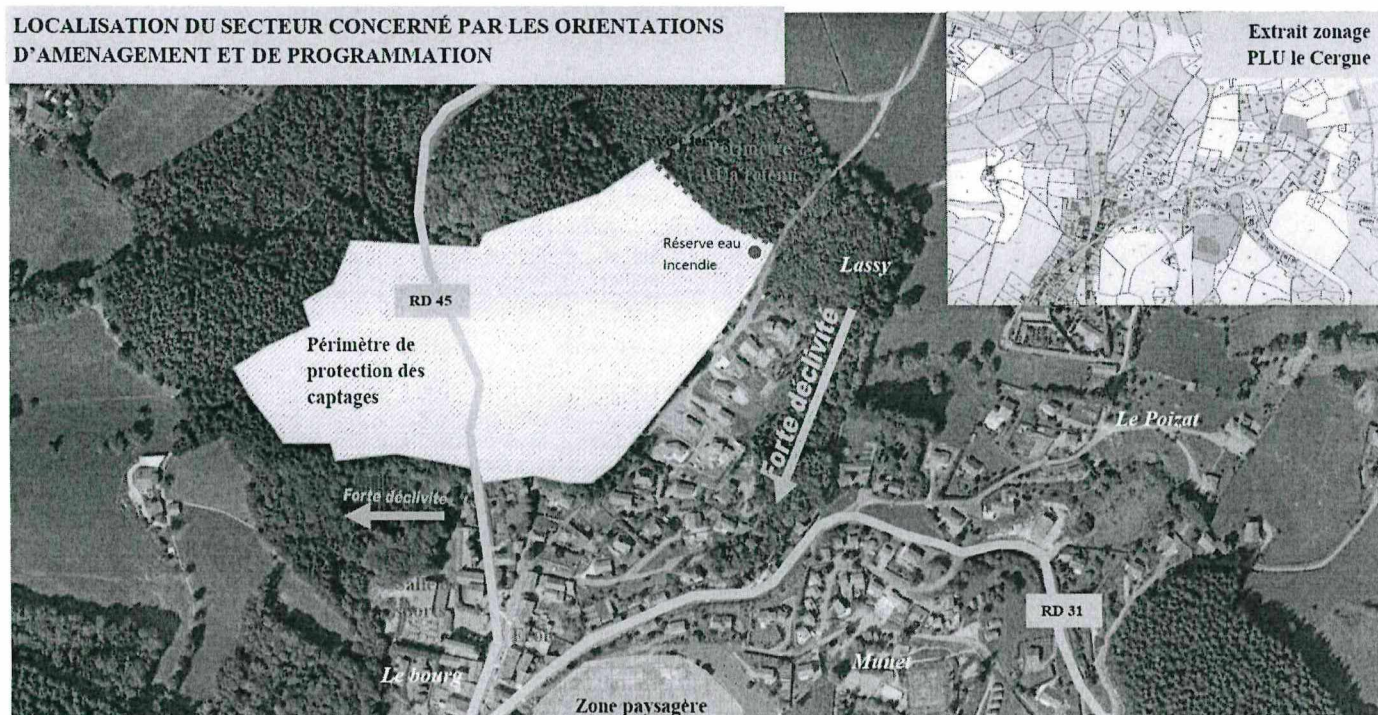 LOCALISATION DU SECTEUR CONCERNÉ PAR LES ORIENTATIONS
D'AMENAGEMENT ET DE PROGRAMMATION
Extrait zonage
PLU le Cergne
Périmètre
Réserve eau
Incendie
Lassy
RD 45
Périmètre de
protection des
captages
Forte déclivité
Le Poizat
Forte déclivité
RD 31
Le bourg
Munet
Zone paysagère